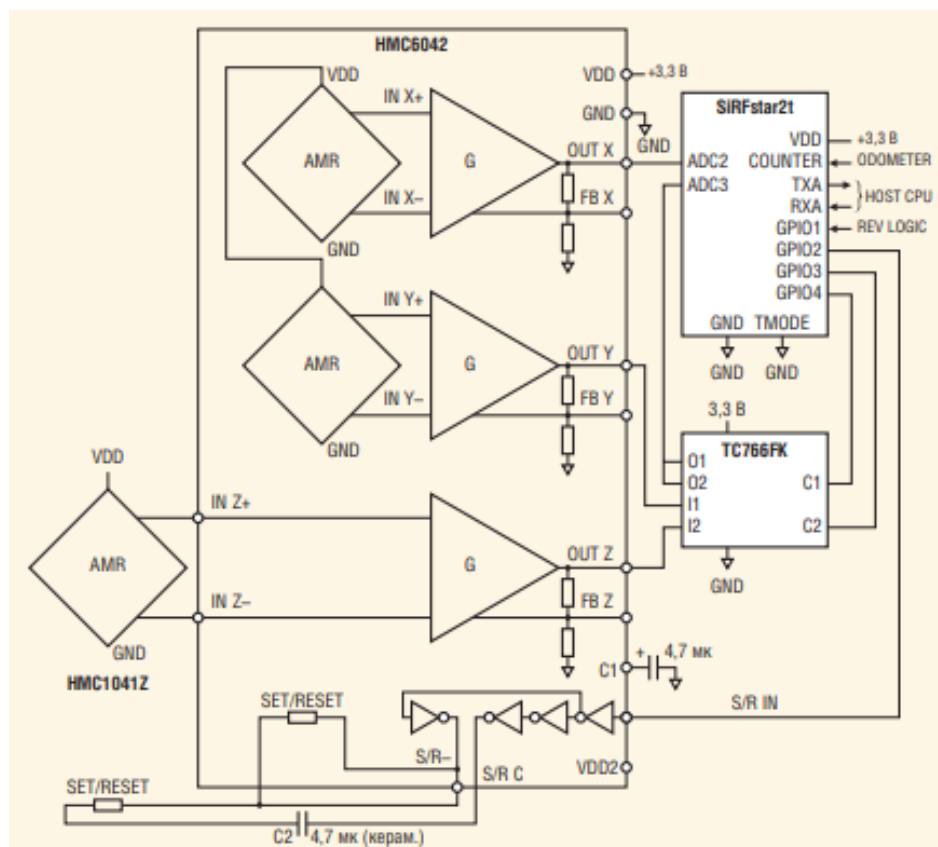 HMC6042
VDD
+3,3 В
GND
GND
VDD
IN X+
AMR
G
OUT X
IN X–
FB X
GND
SiRFstar2t
VDD
+3,3 В
ADC2
COUNTER
ODOMETER
ADC3
TXA
HOST CPU
RXA
GPIO1
REV LOGIC
GPIO2
GPIO3
GPIO4
GND
TMODE
GND
GND
IN Y+
AMR
G
OUT Y
IN Y–
FB Y
GND
3,3 В
TC766FK
O1
O2
C1
I1
I2
C2
GND
VDD
IN Z+
AMR
G
OUT Z
IN Z–
FB Z
GND
HMC1041Z
C1
+
4,7 мк
SET/RESET
S/R IN
S/R–
S/R C
VDD2
SET/RESET
C2
4,7 мк (керам.)